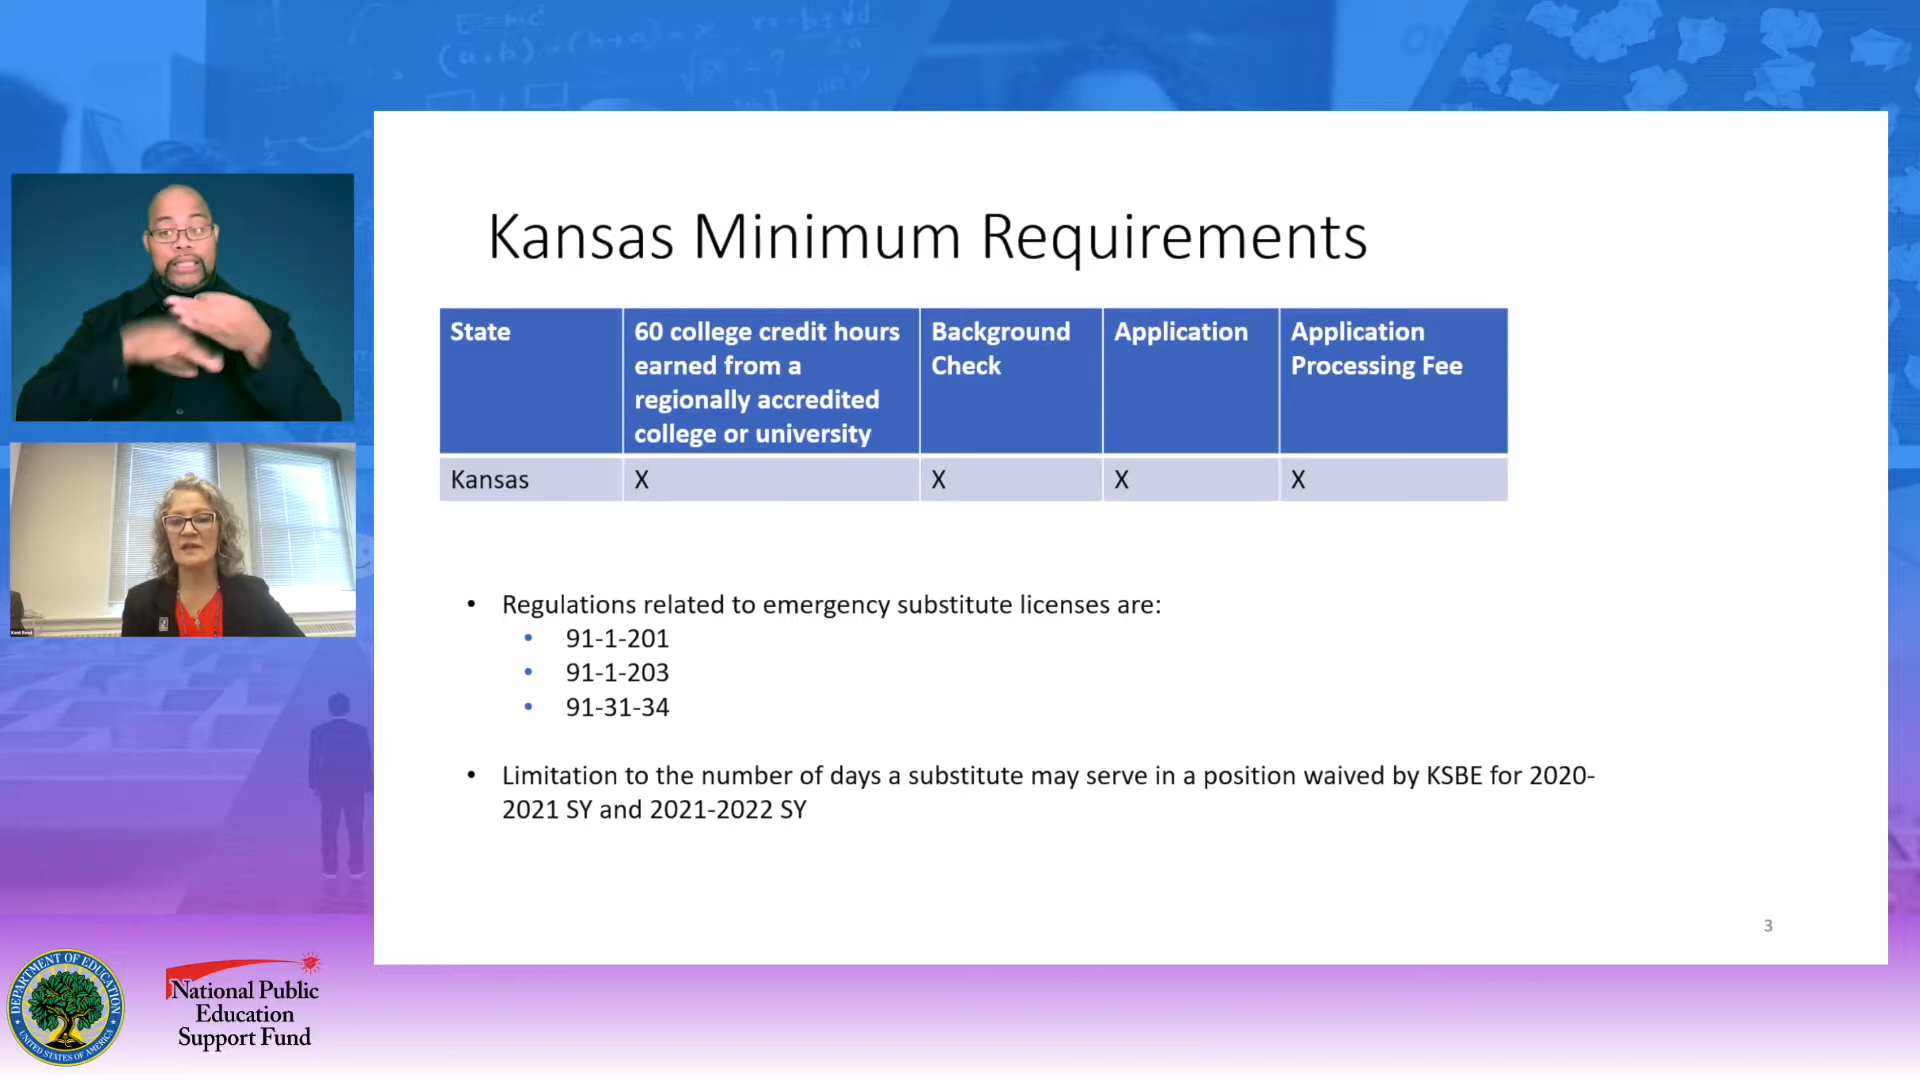 Kansas Minimum Requirements
State
60 college credit hours
earned from a
regionally accredited
college or university
Background
Check
Application
Application
Processing Fee
Kansas
X
X
X
X
• Regulations related to emergency substitute licenses are:
• 91-1-201
• 91-1-203
• 91-31-34
• Limitation to the number of days a substitute may serve in a position waived by KSBE for 2020-
2021 SY and 2021-2022 SY
3
DEPARTMENT OF EDUCATION
UNITED STATES OF AMERICA
National Public
Education
Support Fund